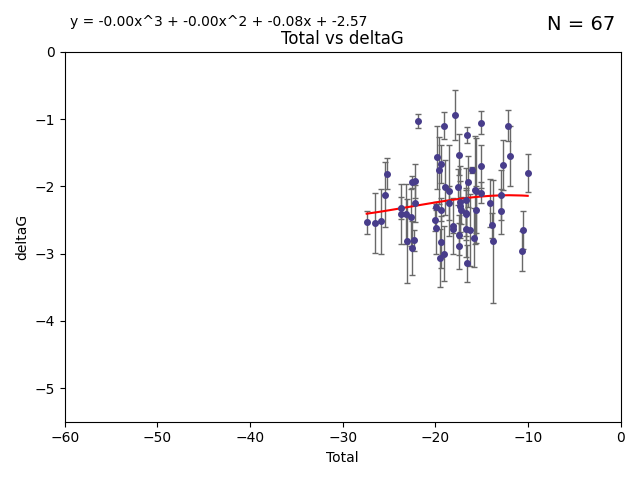 y = -0.00x^3 + -0.00x^2 + -0.08x + -2.57
N = 67
Total vs deltaG
0
−1
−2
−3
−4
−5
deltaG
−60 −50 −40 −30 −20 −10 0
Total